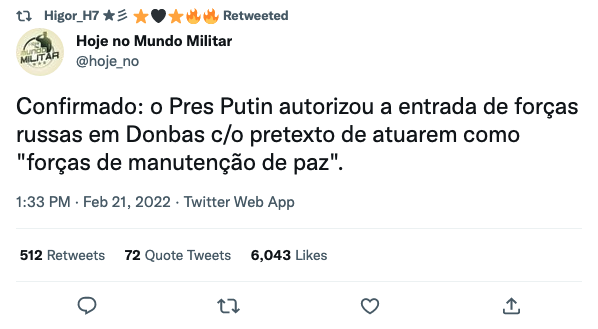 Higor_H7 ★彡 ⭐🖤⭐🔥🔥 Retweeted
Hoje no Mundo Militar
@hoje_no
Confirmado: o Pres Putin autorizou a entrada de forças
russas em Donbas c/o pretexto de atuarem como
"forças de manutenção de paz".
1:33 PM · Feb 21, 2022 · Twitter Web App
512 Retweets 72 Quote Tweets 6,043 Likes